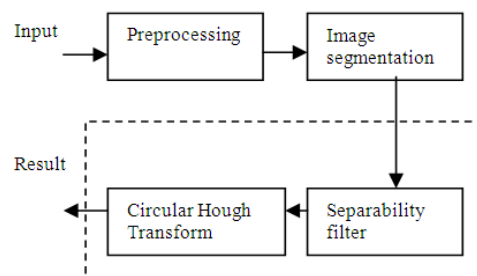 Input
Preprocessing
Image
segmentation
Result
Circular Hough
Transform
Separability
filter